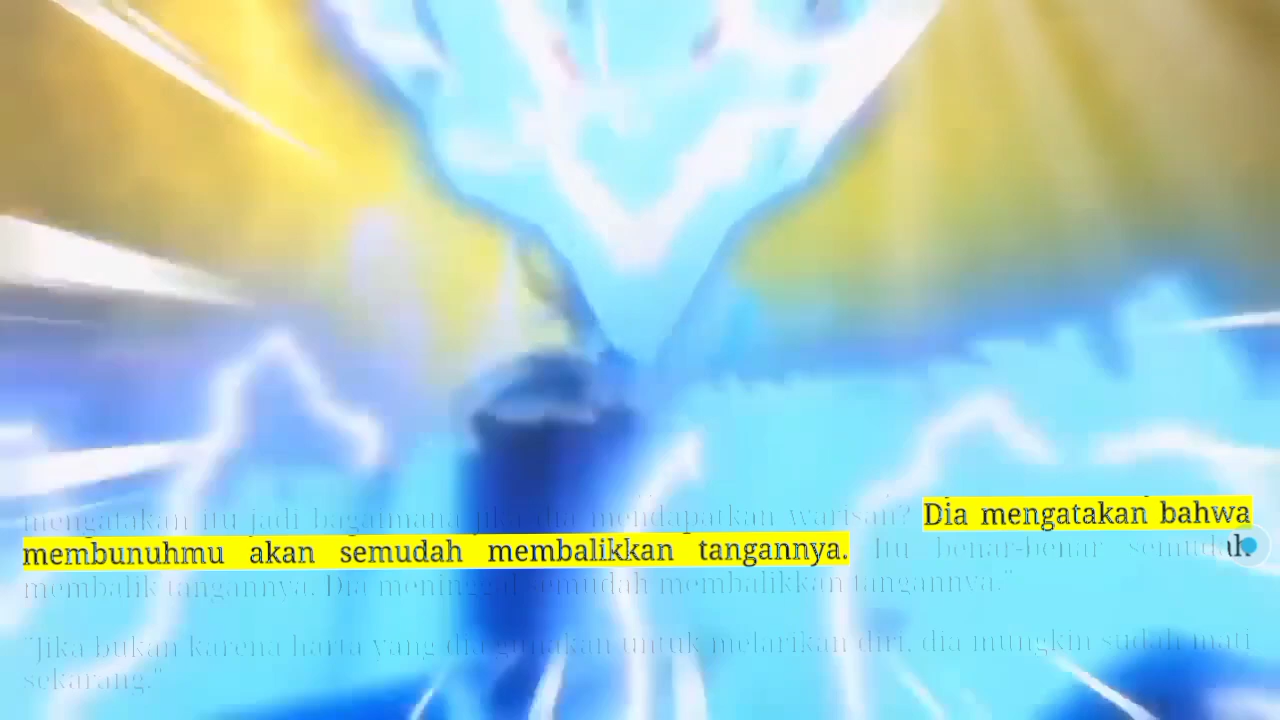 mengatakan itu jadi bagaimana jika dia mendapatkan warisan? Dia mengatakan bahwa
membunuhmu akan semudah membalikkan tangannya. Itu benar-benar semudah
membalik tangannya. Dia meninggal semudah membalikkan tangannya."
"Jika bukan karena harta yang dia gunakan untuk melarikan diri, dia mungkin sudah mati
sekarang."